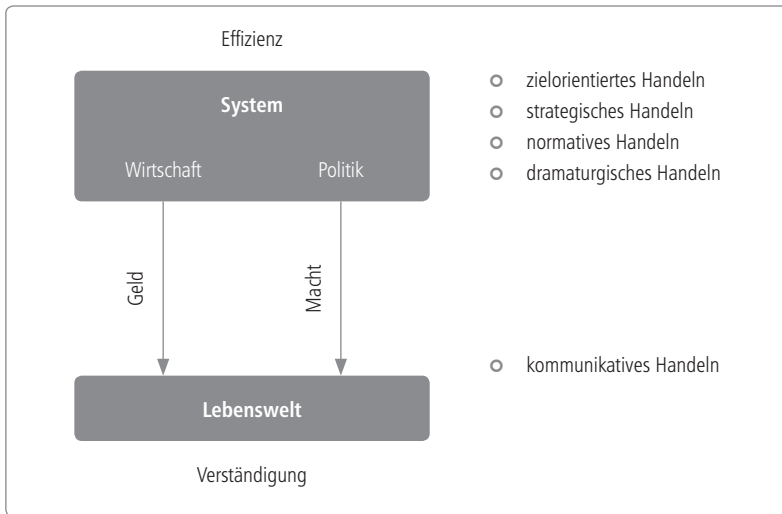 Effizienz
System
Wirtschaft Politik
zielorientiertes Handeln
strategisches Handeln
normatives Handeln
dramaturgisches Handeln
Geld
Macht
kommunikatives Handeln
Lebenswelt
Verständigung